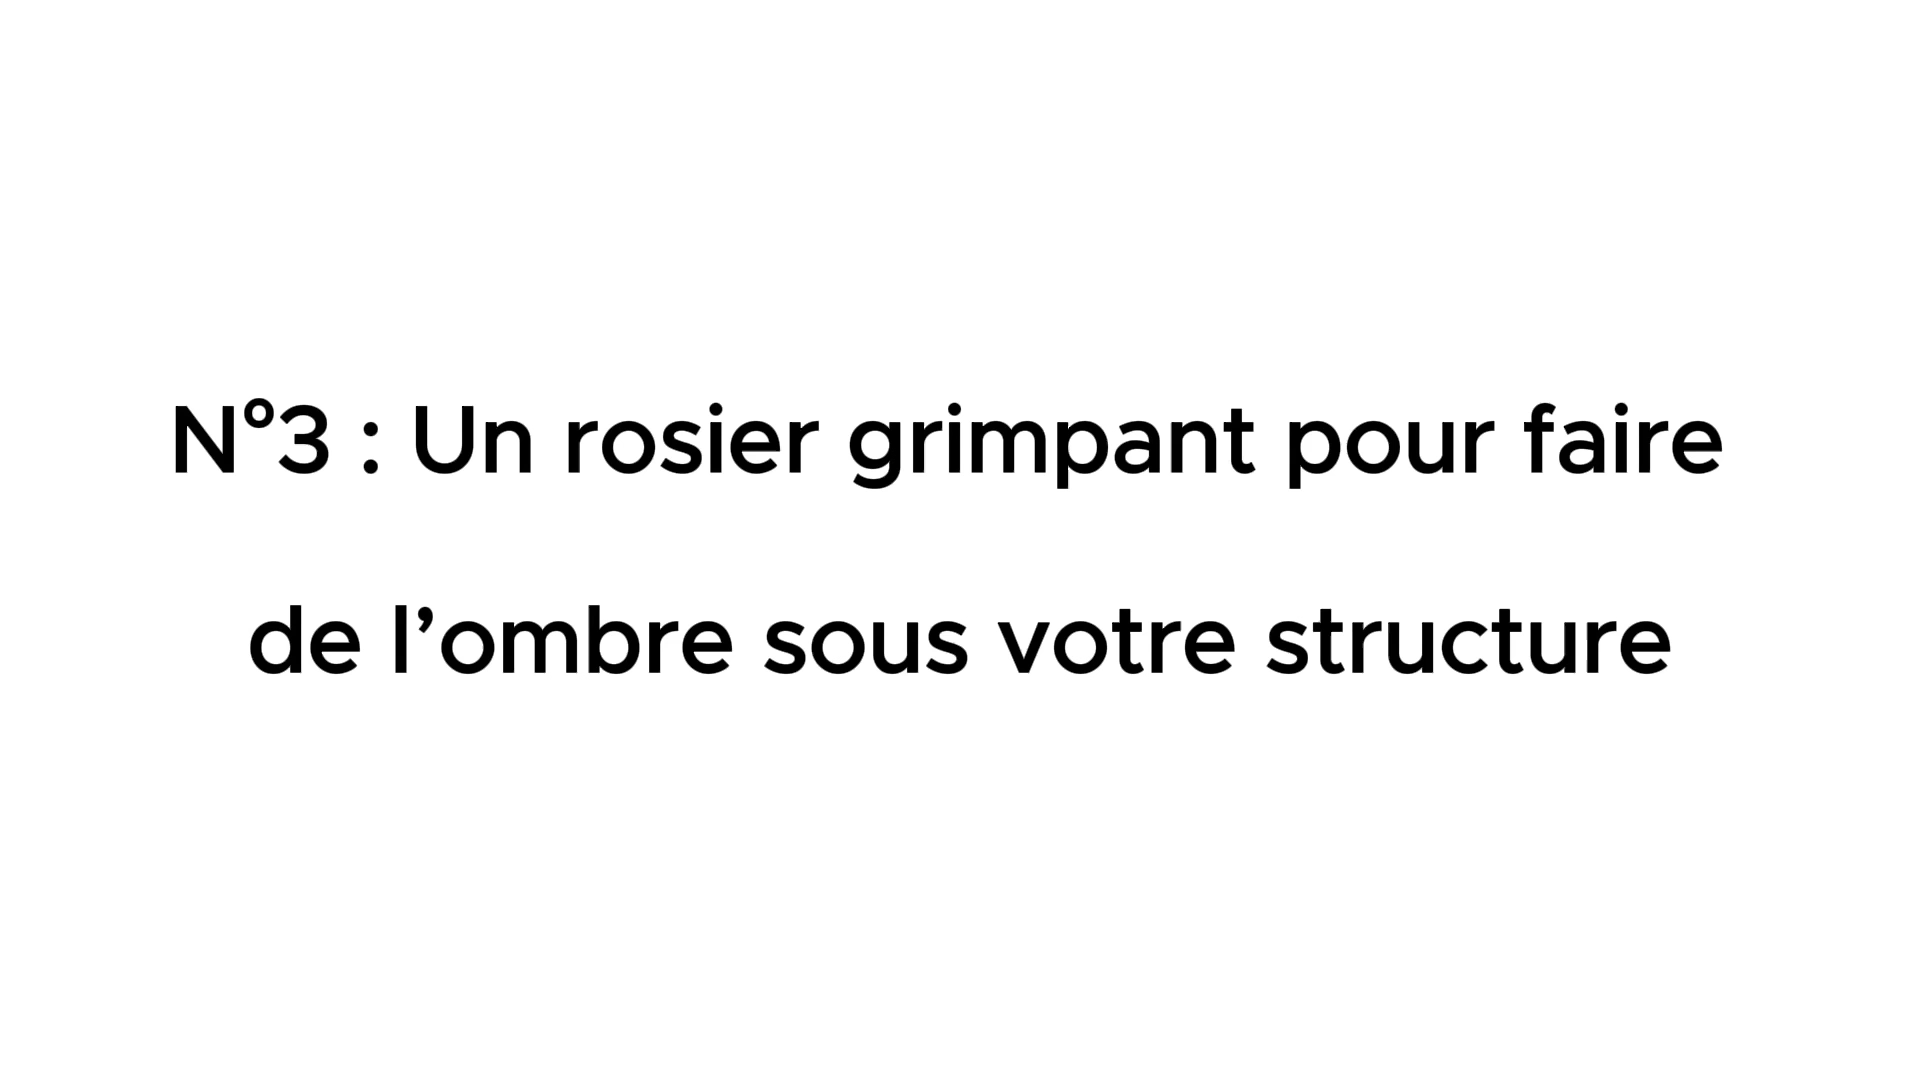 N°3 : Un rosier grimpant pour faire
de l’ombre sous votre structure